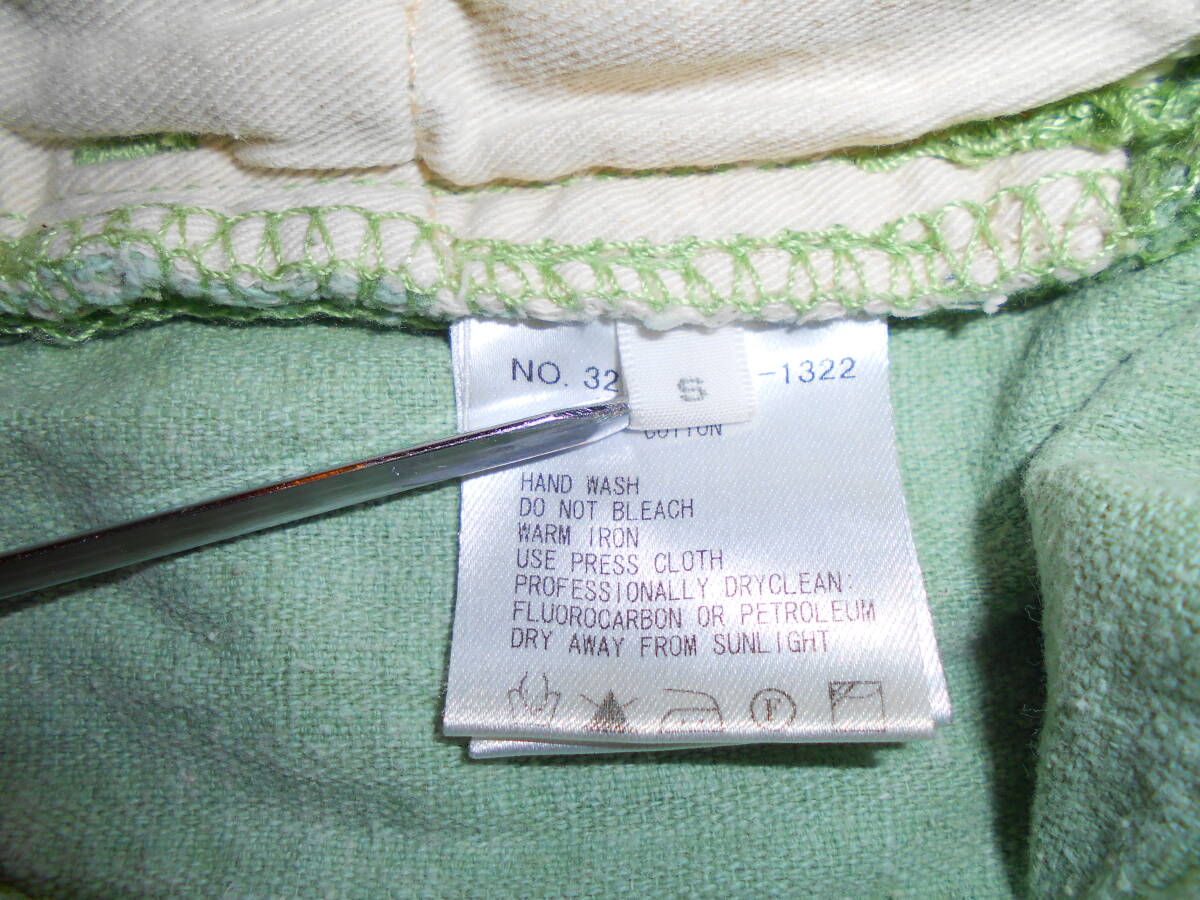 NO. 32 -1322
S
COTTON
HAND WASH
DO NOT BLEACH
WARM IRON
USE PRESS CLOTH
PROFESSIONALLY DRYCLEAN:
FLUOROCARBON OR PETROLEUM
DRY AWAY FROM SUNLIGHT
F